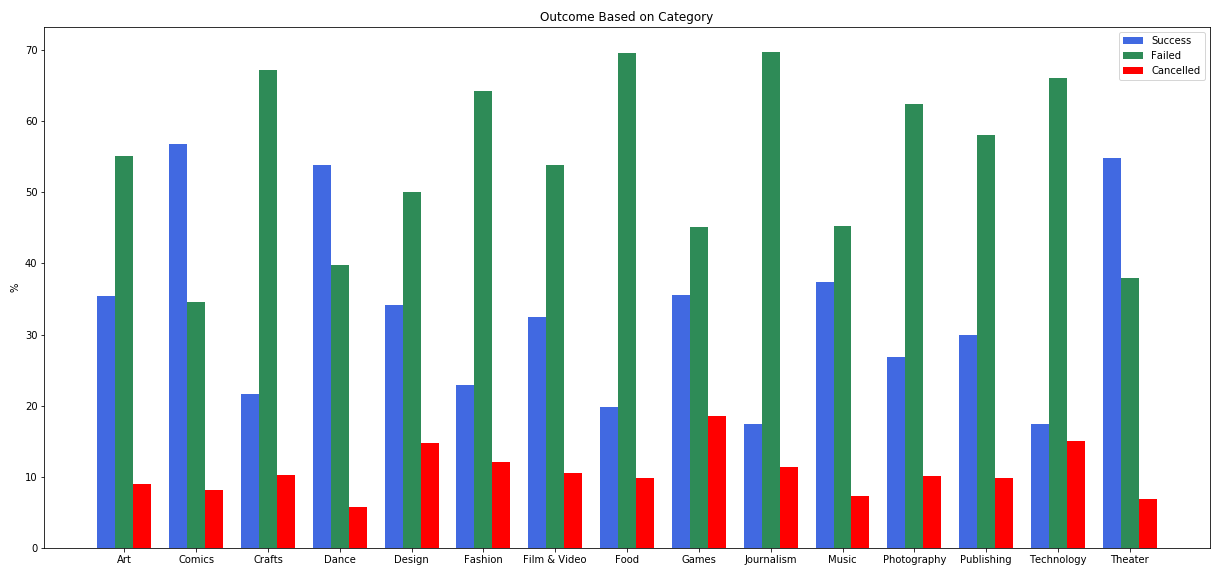 Outcome Based on Category
Success
Failed
Cancelled
%
70
60
50
40
30
20
10
0
Art Comics Crafts Dance Design Fashion Film & Video Food Games Journalism Music Photography Publishing Technology Theater